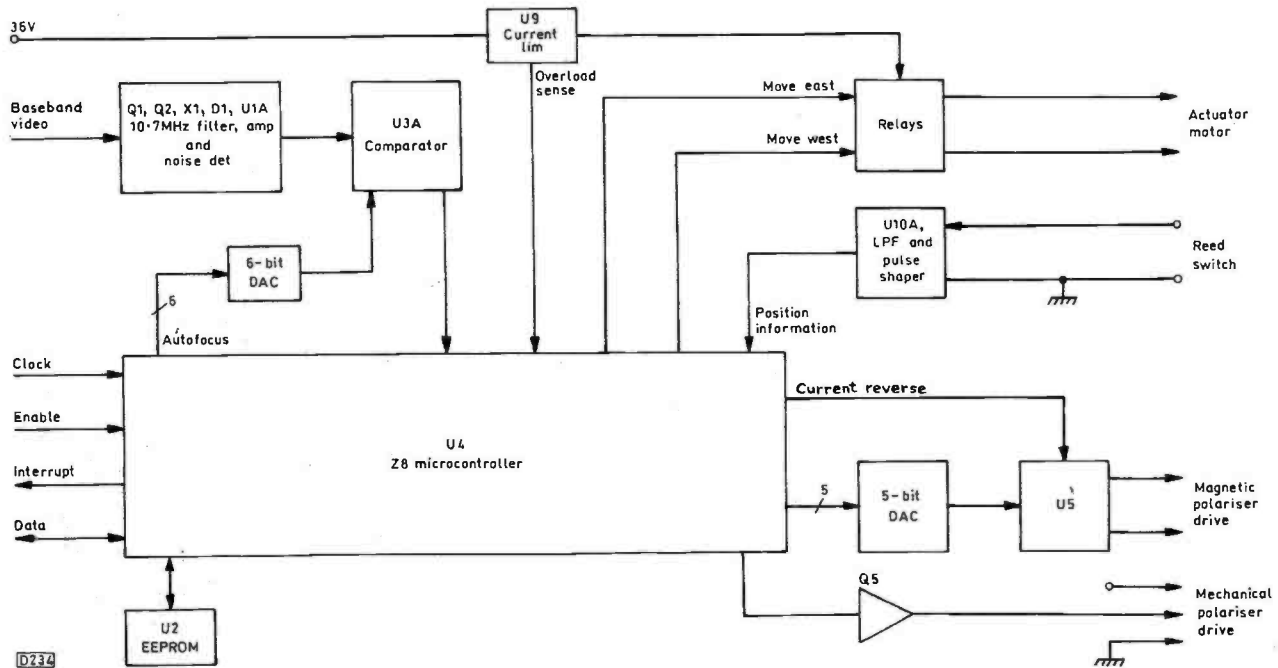 36V
U9
Current
lim
Overload
sense
Baseband
video
Q1, Q2, X1, D1, U1A
10·7MHz filter, amp
and
noise det
U3A
Comparator
Move east
Move west
Relays
Actuator
motor
6-bit
DAC
6
Autofocus
U10A,
LPF and
pulse
shaper
Reed
switch
Position
information
Clock
Enable
Interrupt
Data
U4
Z8 microcontroller
Current reverse
5
5-bit
DAC
U5
Magnetic
polariser
drive
Q5
Mechanical
polariser
drive
U2
EEPROM
D234